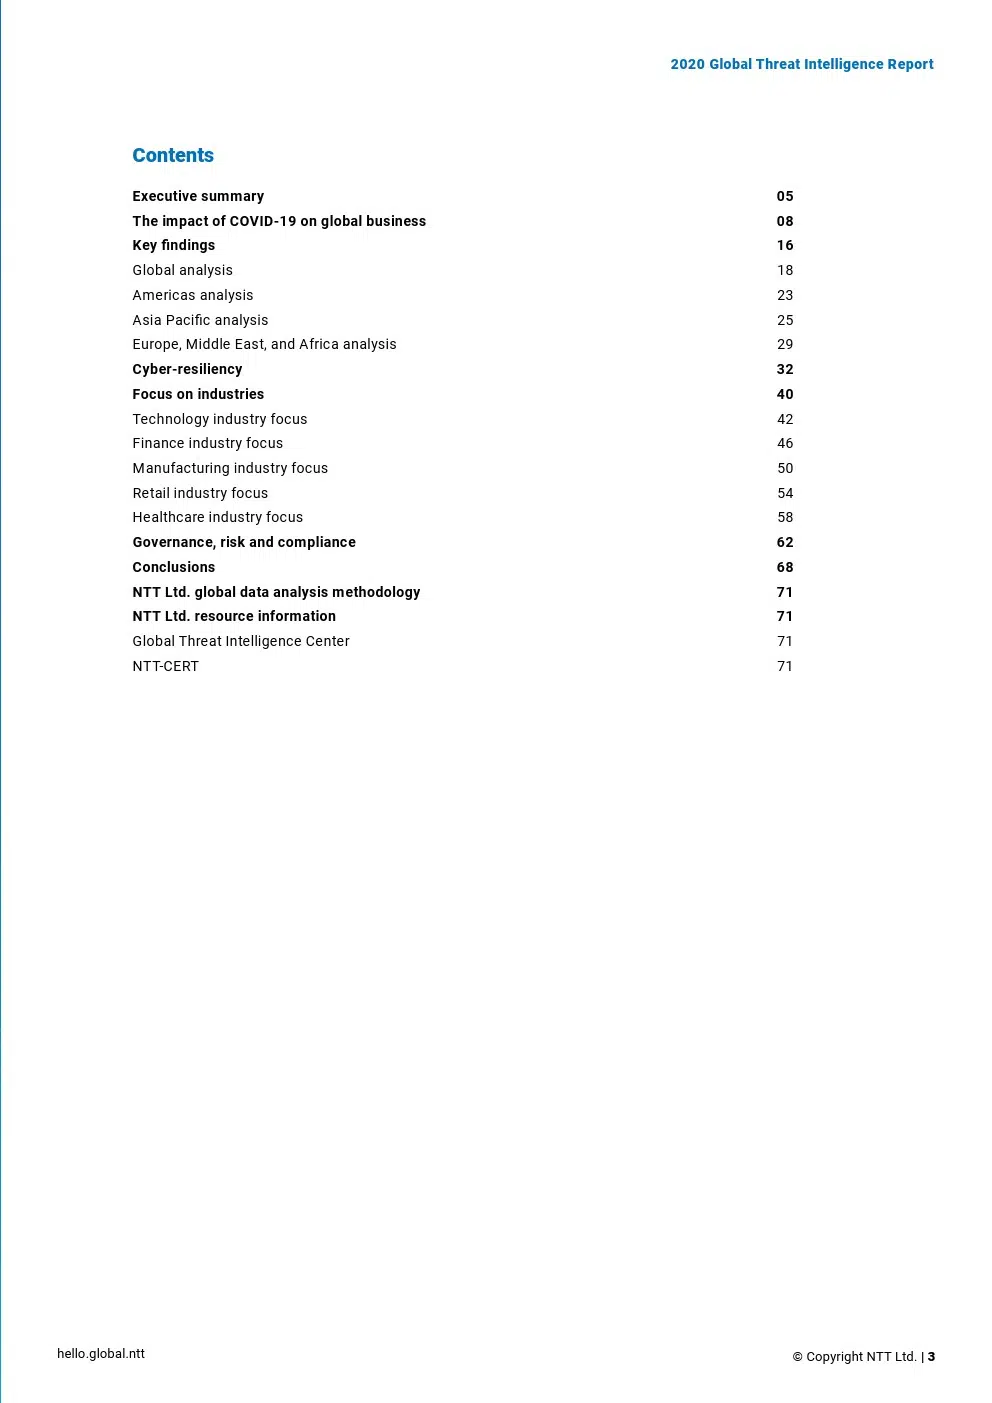 2020 Global Threat Intelligence Report
Contents
Executive summary 05
The impact of COVID-19 on global business 08
Key findings 16
Global analysis 18
Americas analysis 23
Asia Pacific analysis 25
Europe, Middle East, and Africa analysis 29
Cyber-resiliency 32
Focus on industries 40
Technology industry focus 42
Finance industry focus 46
Manufacturing industry focus 50
Retail industry focus 54
Healthcare industry focus 58
Governance, risk and compliance 62
Conclusions 68
NTT Ltd. global data analysis methodology 71
NTT Ltd. resource information 71
Global Threat Intelligence Center 71
NTT-CERT 71
hello.global.ntt
© Copyright NTT Ltd. | 3